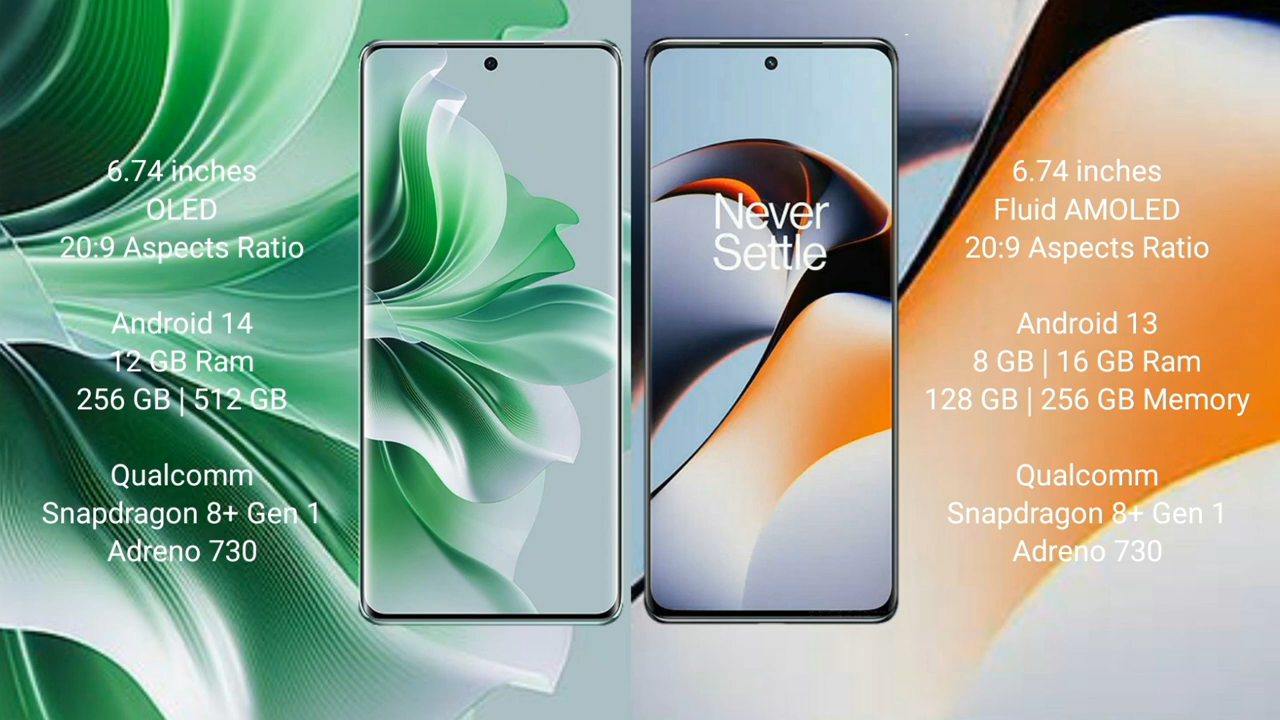 6.74 inches
OLED
20:9 Aspects Ratio
Android 14
12 GB Ram
256 GB | 512 GB
Qualcomm
Snapdragon 8+ Gen 1
Adreno 730
Never
Settle
6.74 inches
Fluid AMOLED
20:9 Aspects Ratio
Android 13
8 GB | 16 GB Ram
128 GB | 256 GB Memory
Qualcomm
Snapdragon 8+ Gen 1
Adreno 730